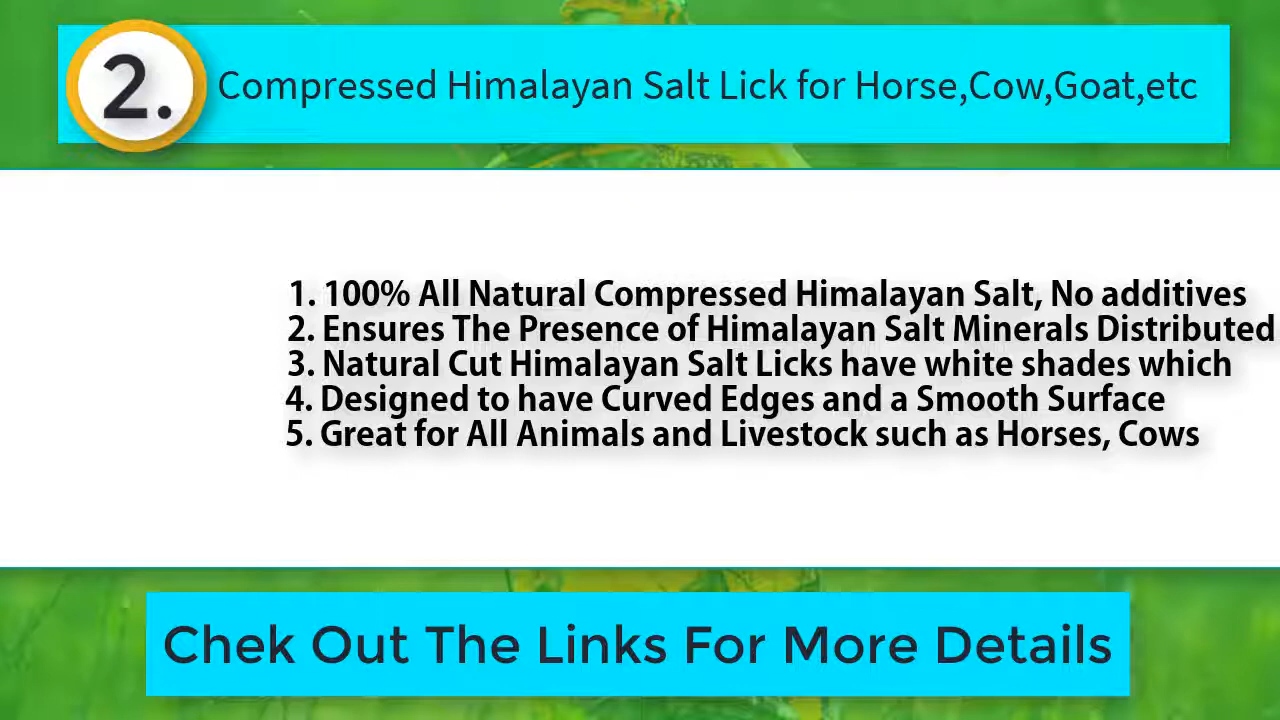 2.
Compressed Himalayan Salt Lick for Horse,Cow,Goat,etc
1. 100% All Natural Compressed Himalayan Salt, No additives
2. Ensures The Presence of Himalayan Salt Minerals Distributed
3. Natural Cut Himalayan Salt Licks have white shades which
4. Designed to have Curved Edges and a Smooth Surface
5. Great for All Animals and Livestock such as Horses, Cows
Chek Out The Links For More Details